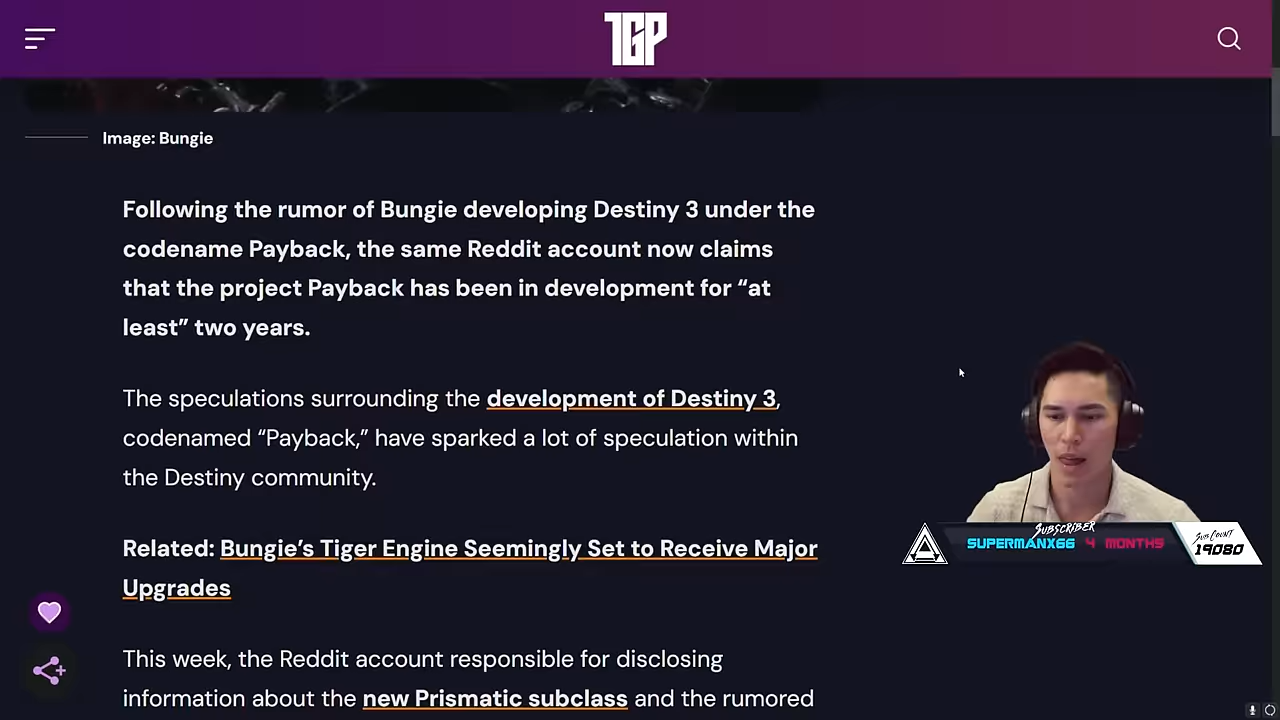 TGP
Image: Bungie
Following the rumor of Bungie developing Destiny 3 under the
codename Payback, the same Reddit account now claims
that the project Payback has been in development for “at
least” two years.
The speculations surrounding the development of Destiny 3,
codenamed “Payback,” have sparked a lot of speculation within
the Destiny community.
Related: Bungie’s Tiger Engine Seemingly Set to Receive Major
Upgrades
This week, the Reddit account responsible for disclosing
information about the new Prismatic subclass and the rumored
SUBSCRIBER
SUPERMANX66 4 MONTHS
SUB COUNT
19080